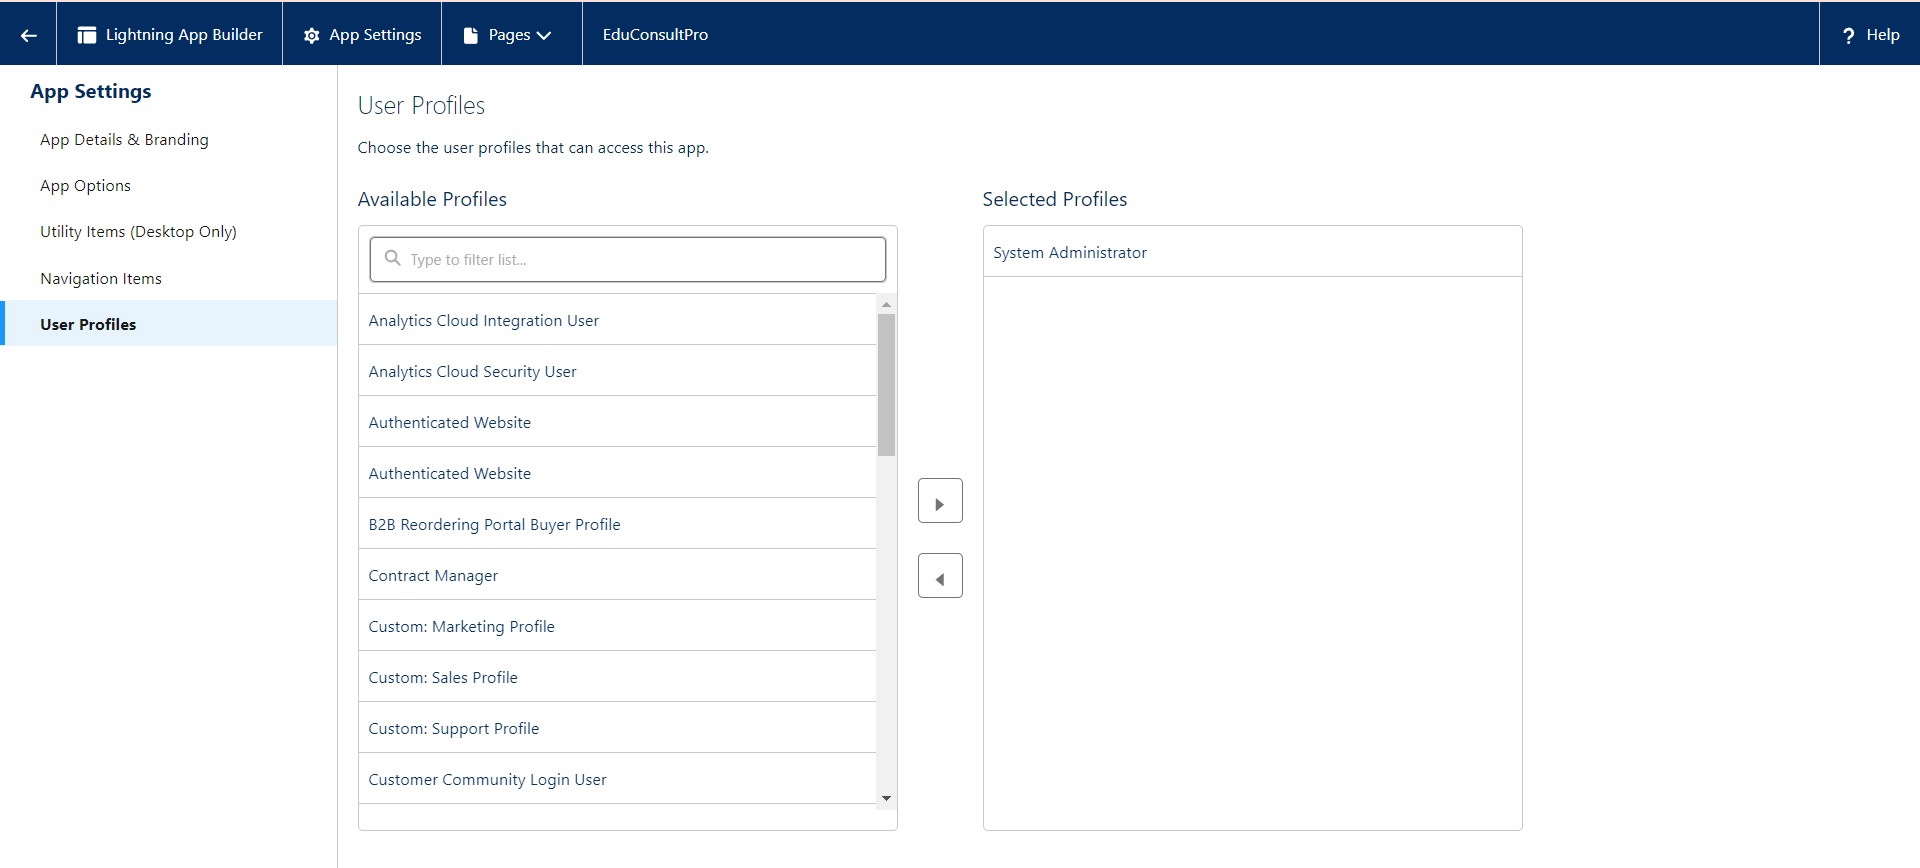 Lightning App Builder
App Settings
Pages
EduConsultPro
? Help
App Settings
App Details & Branding
App Options
Utility Items (Desktop Only)
Navigation Items
User Profiles
User Profiles
Choose the user profiles that can access this app.
Available Profiles
Type to filter list...
Analytics Cloud Integration User
Analytics Cloud Security User
Authenticated Website
Authenticated Website
B2B Reordering Portal Buyer Profile
Contract Manager
Custom: Marketing Profile
Custom: Sales Profile
Custom: Support Profile
Customer Community Login User
Selected Profiles
System Administrator